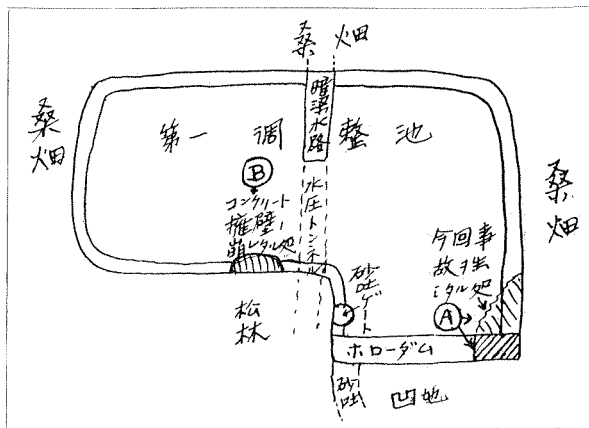 桑畑
桑畑
第一調整池
暗渠水路
水圧トンネル
Ⓑ
コンクリート
擁壁ノ
崩レタル処
今回事
故ヲ生
ジタル処
Ⓐ
桑畑
砂吐ゲート
松林
ホローダム
砂吐
凹地